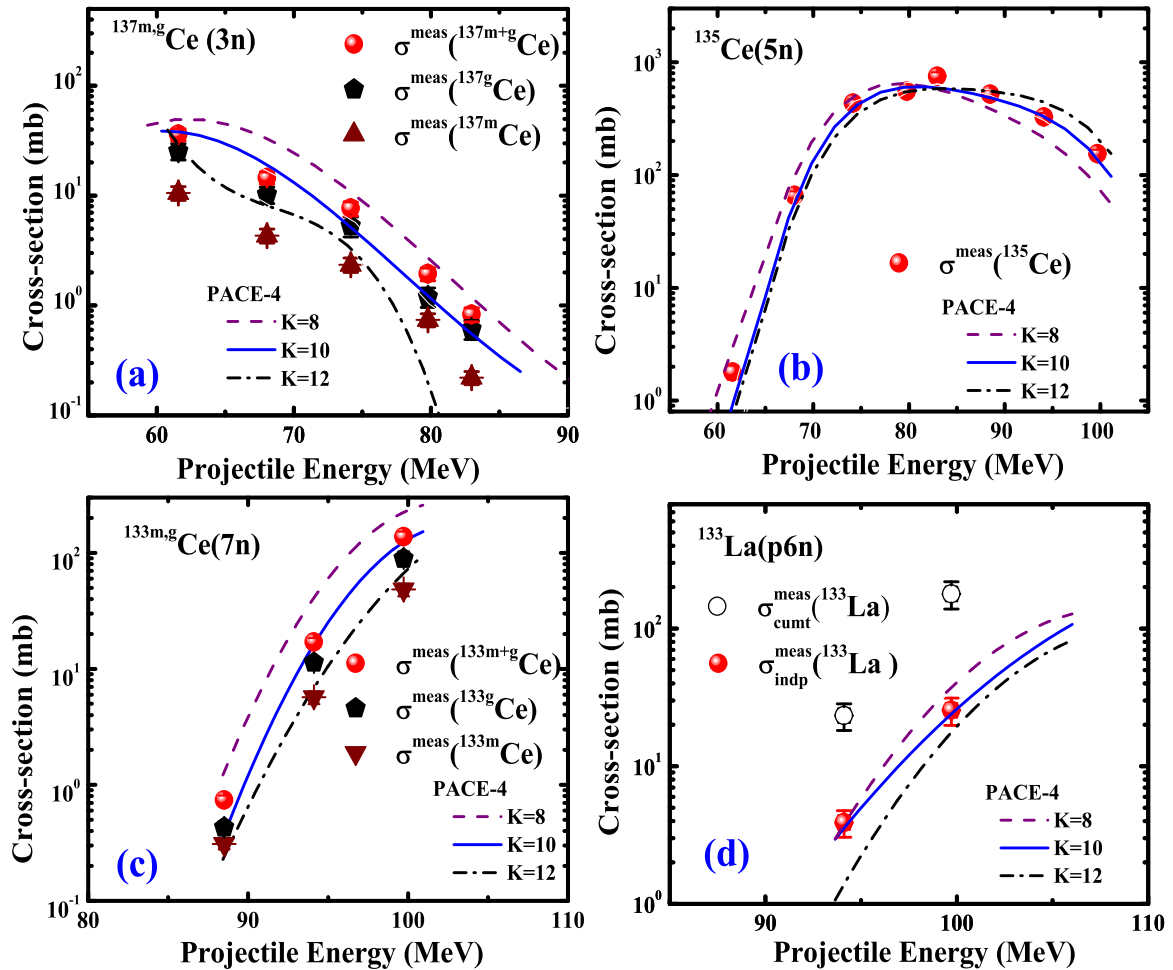 137m,gCe (3n)
σmeas(137m+gCe)
σmeas(137gCe)
σmeas(137mCe)
PACE-4
K=8
K=10
K=12
(a)
Cross-section (mb)
10²
10¹
10⁰
10⁻¹
60 70 80 90
Projectile Energy (MeV)
135Ce(5n)
σmeas(135Ce)
PACE-4
K=8
K=10
K=12
(b)
Cross-section (mb)
10³
10²
10¹
10⁰
60 70 80 90 100
Projectile Energy (MeV)
133m,gCe(7n)
σmeas(133m+gCe)
σmeas(133gCe)
σmeas(133mCe)
PACE-4
K=8
K=10
K=12
(c)
Cross-section (mb)
10²
10¹
10⁰
10⁻¹
80 90 100 110
Projectile Energy (MeV)
133La(p6n)
σmeascumt(133La)
σmeasindp(133La )
PACE-4
K=8
K=10
K=12
(d)
Cross-section (mb)
10²
10¹
10⁰
90 100 110
Projectile Energy (MeV)